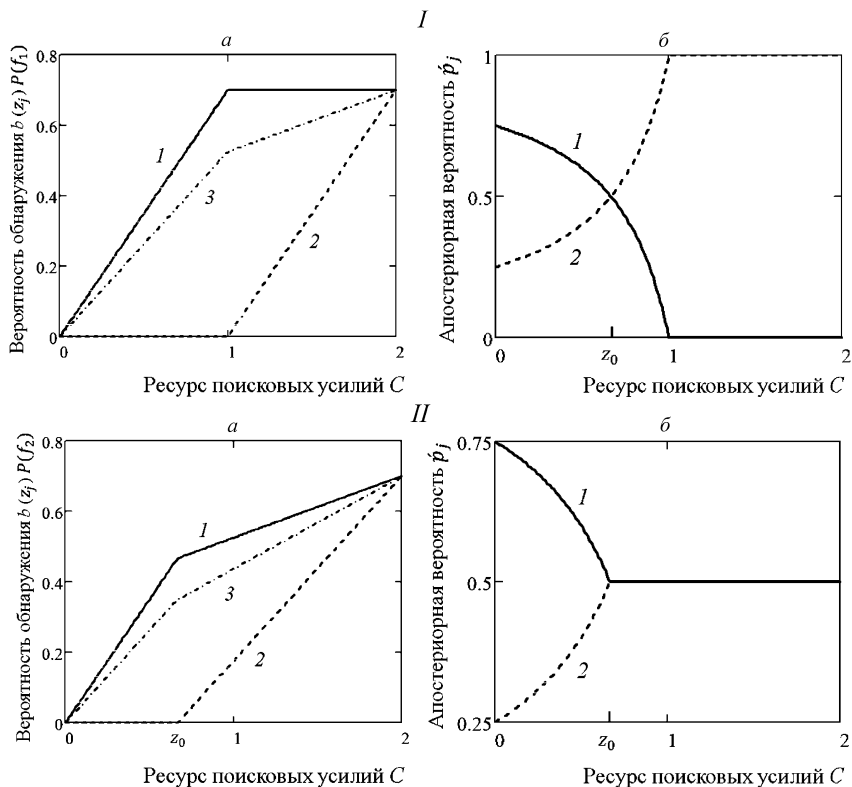 I
а
Вероятность обнаружения b (zj) P(f1)
0.8
0.6
0.4
0.2
0
1
3
2
0
1
2
Ресурс поисковых усилий C
б
Апостериорная вероятность ṕj
1
0.5
0
1
2
0
z0
1
2
Ресурс поисковых усилий C
II
а
Вероятность обнаружения b (zj) P(f2)
0.8
0.6
0.4
0.2
0
1
3
2
0
z0
1
2
Ресурс поисковых усилий C
б
Апостериорная вероятность ṕj
0.75
0.5
0.25
1
2
0
z0
1
2
Ресурс поисковых усилий C